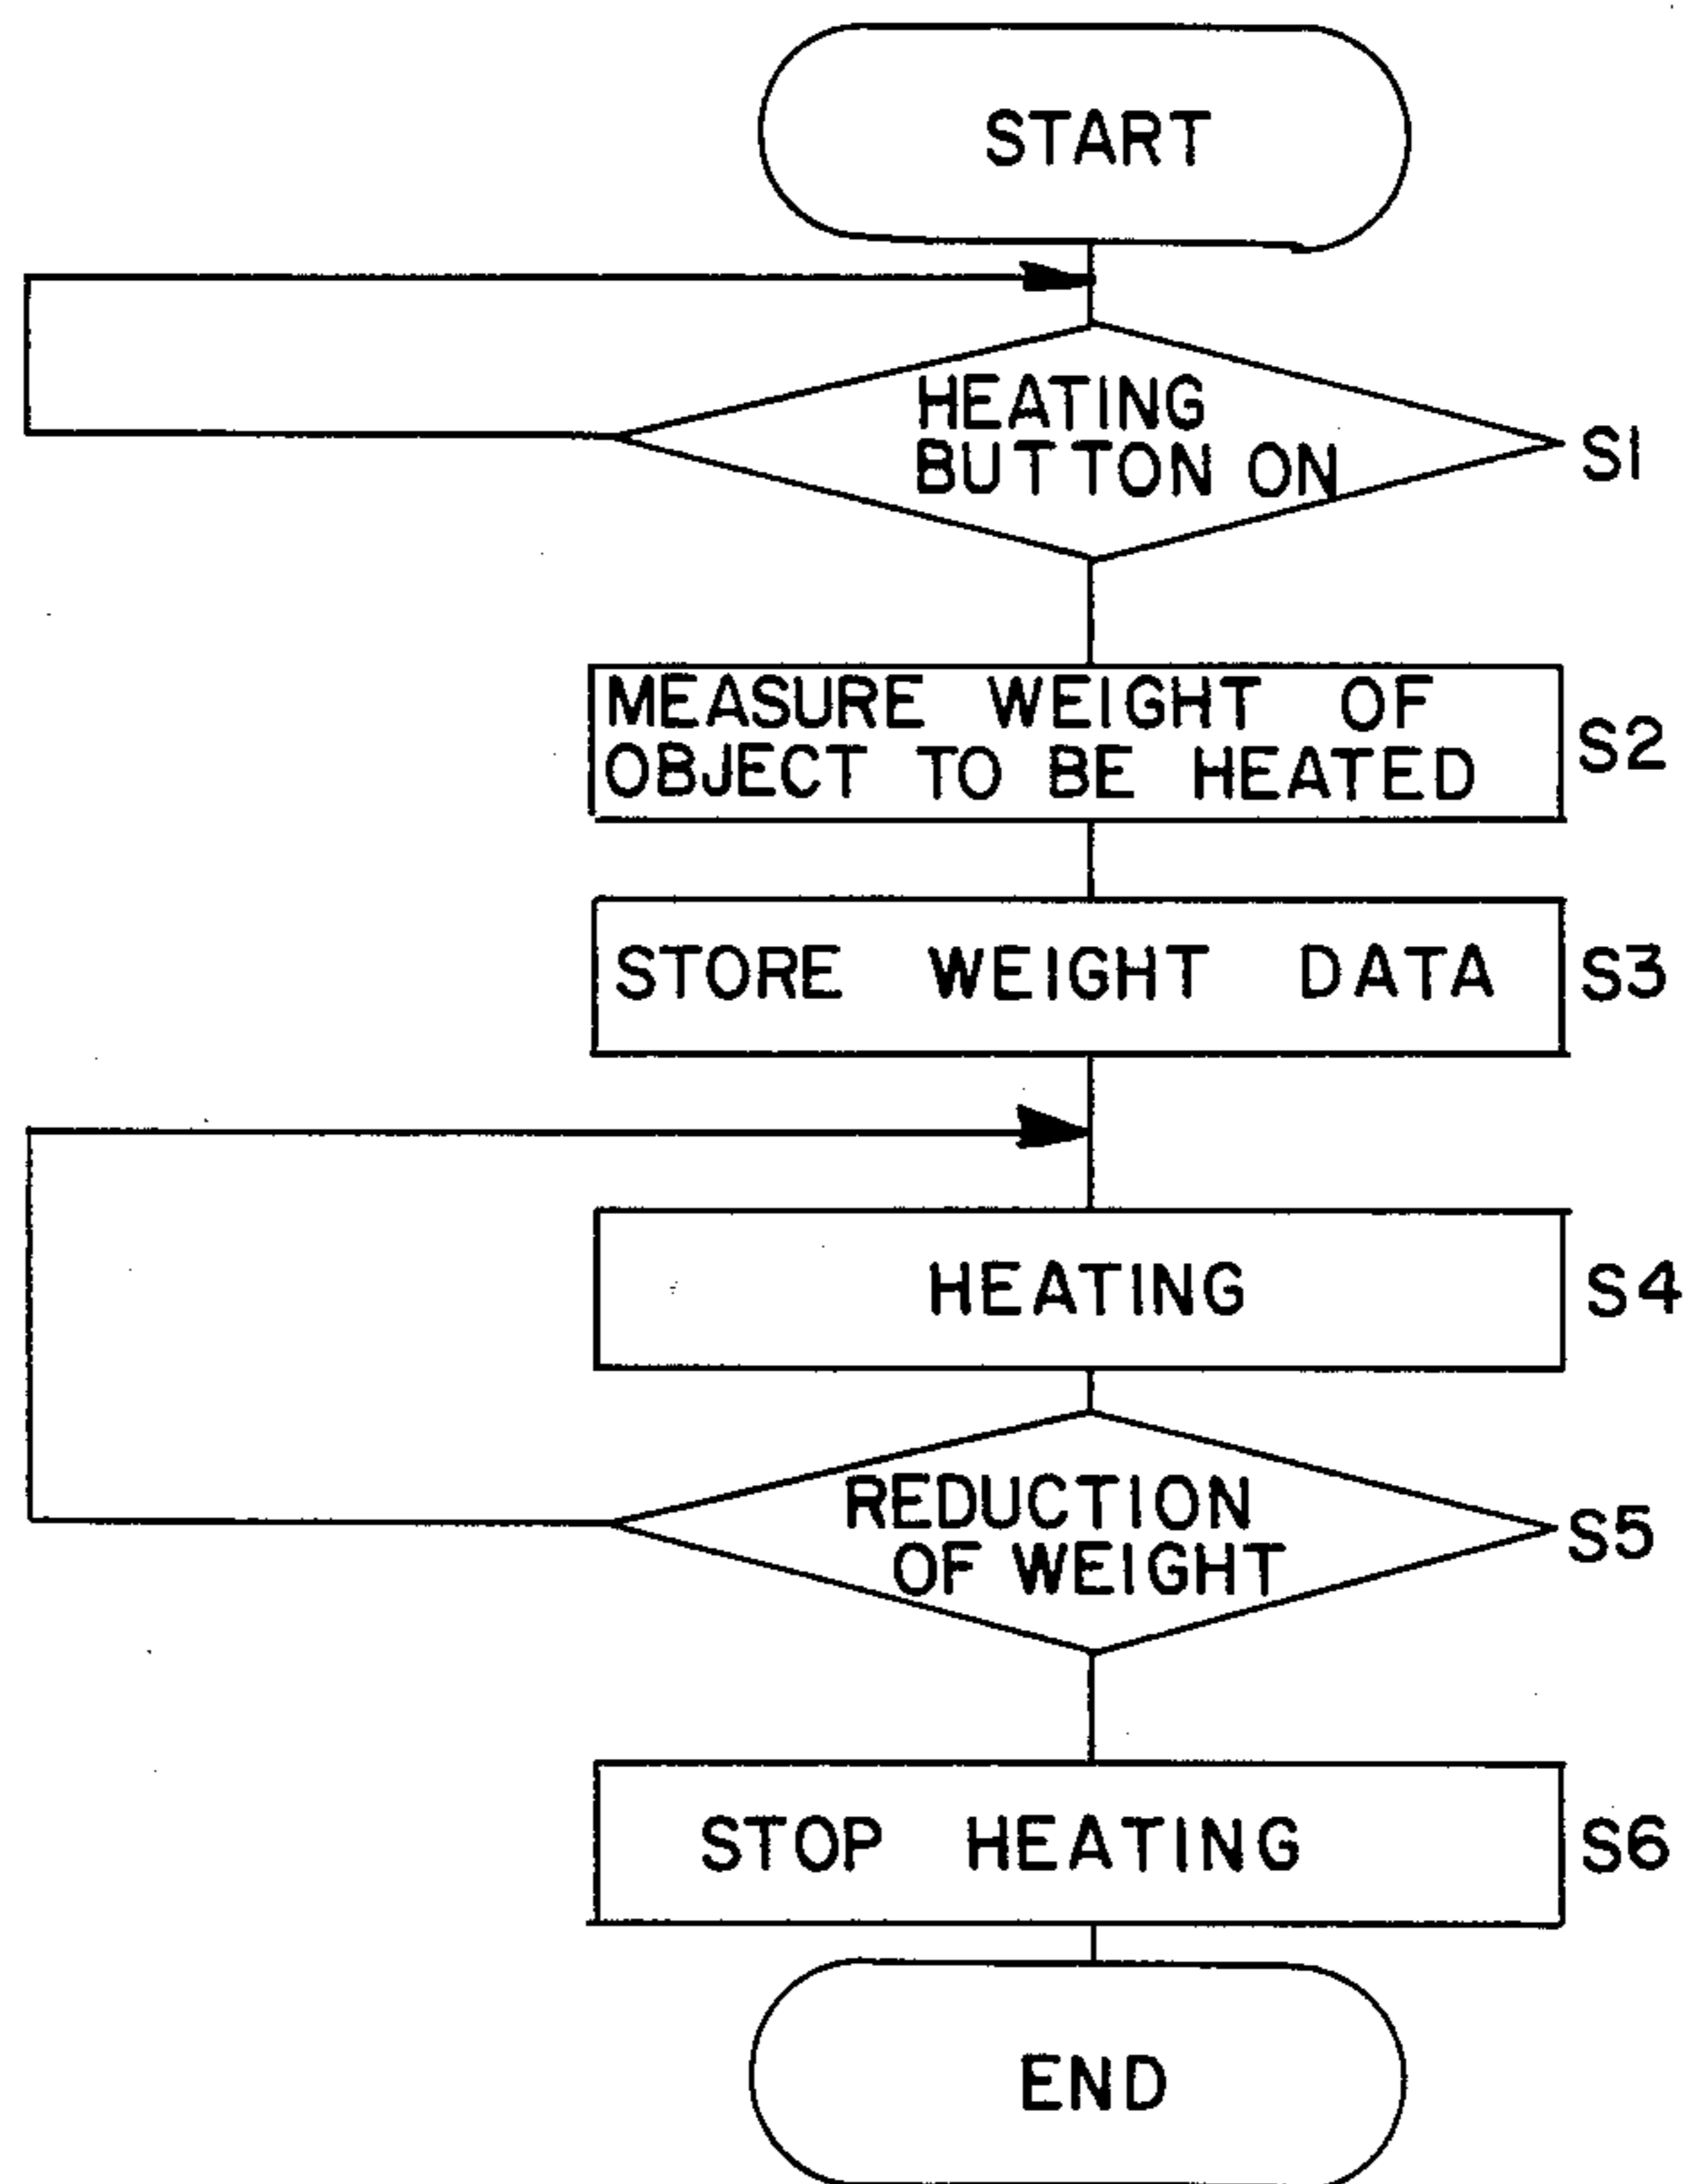 START
HEATING
BUTTON ON
S1
MEASURE WEIGHT OF
OBJECT TO BE HEATED
S2
STORE WEIGHT DATA
S3
HEATING
S4
REDUCTION
OF WEIGHT
S5
STOP HEATING
S6
END